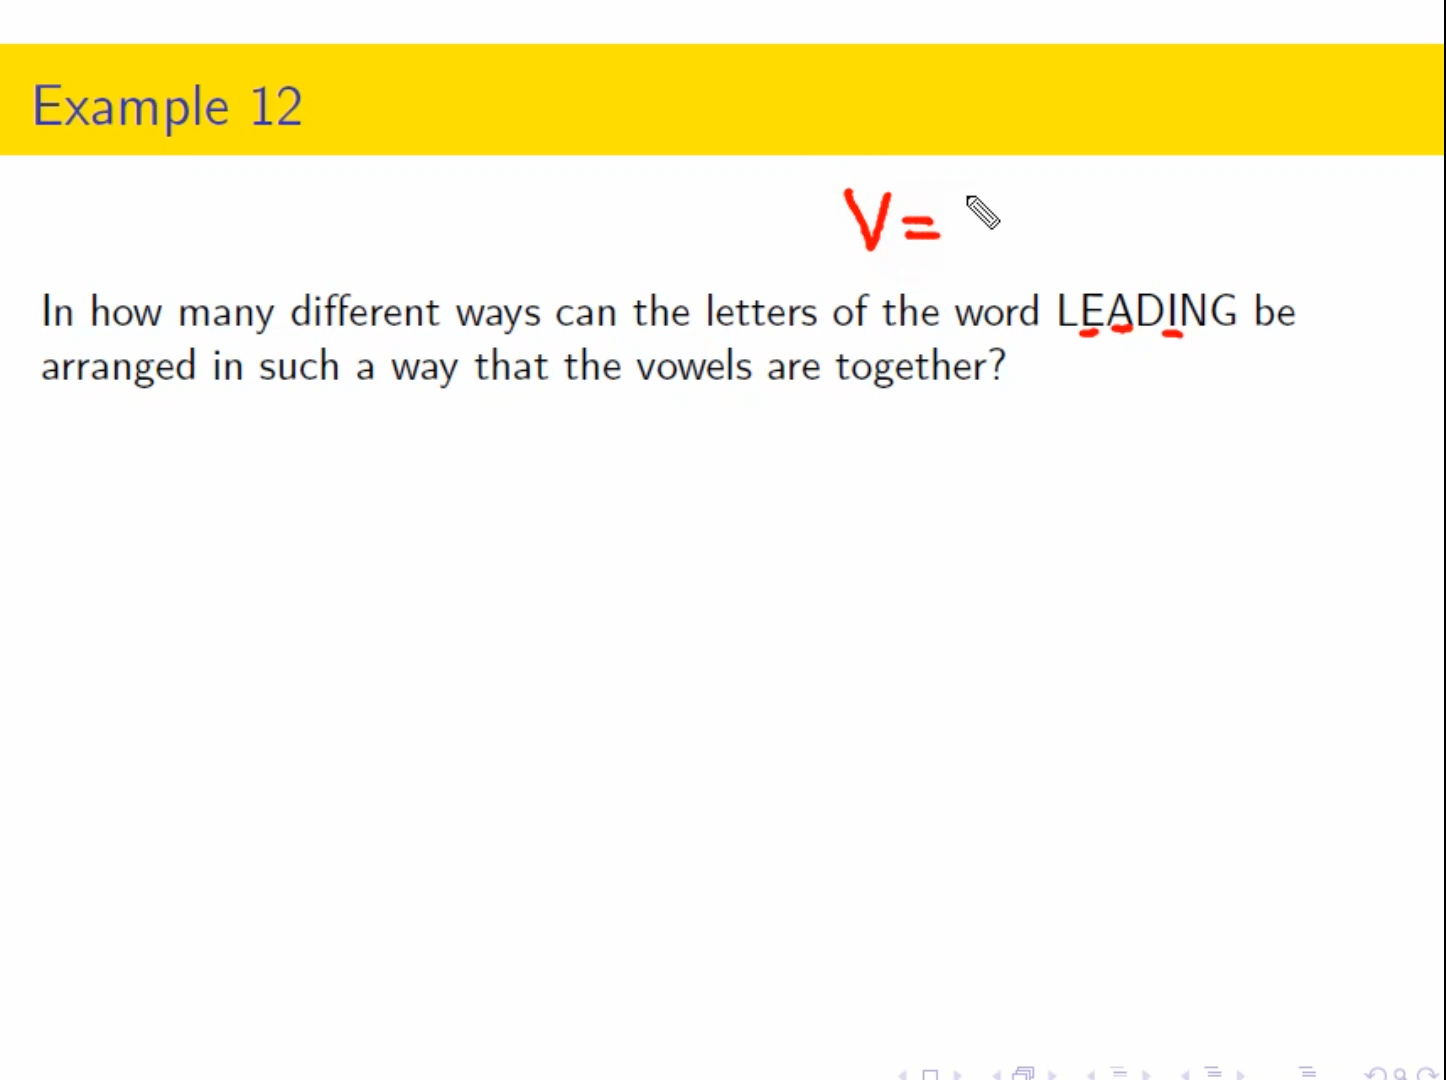 Example 12
V=
In how many different ways can the letters of the word LEADING be
arranged in such a way that the vowels are together?